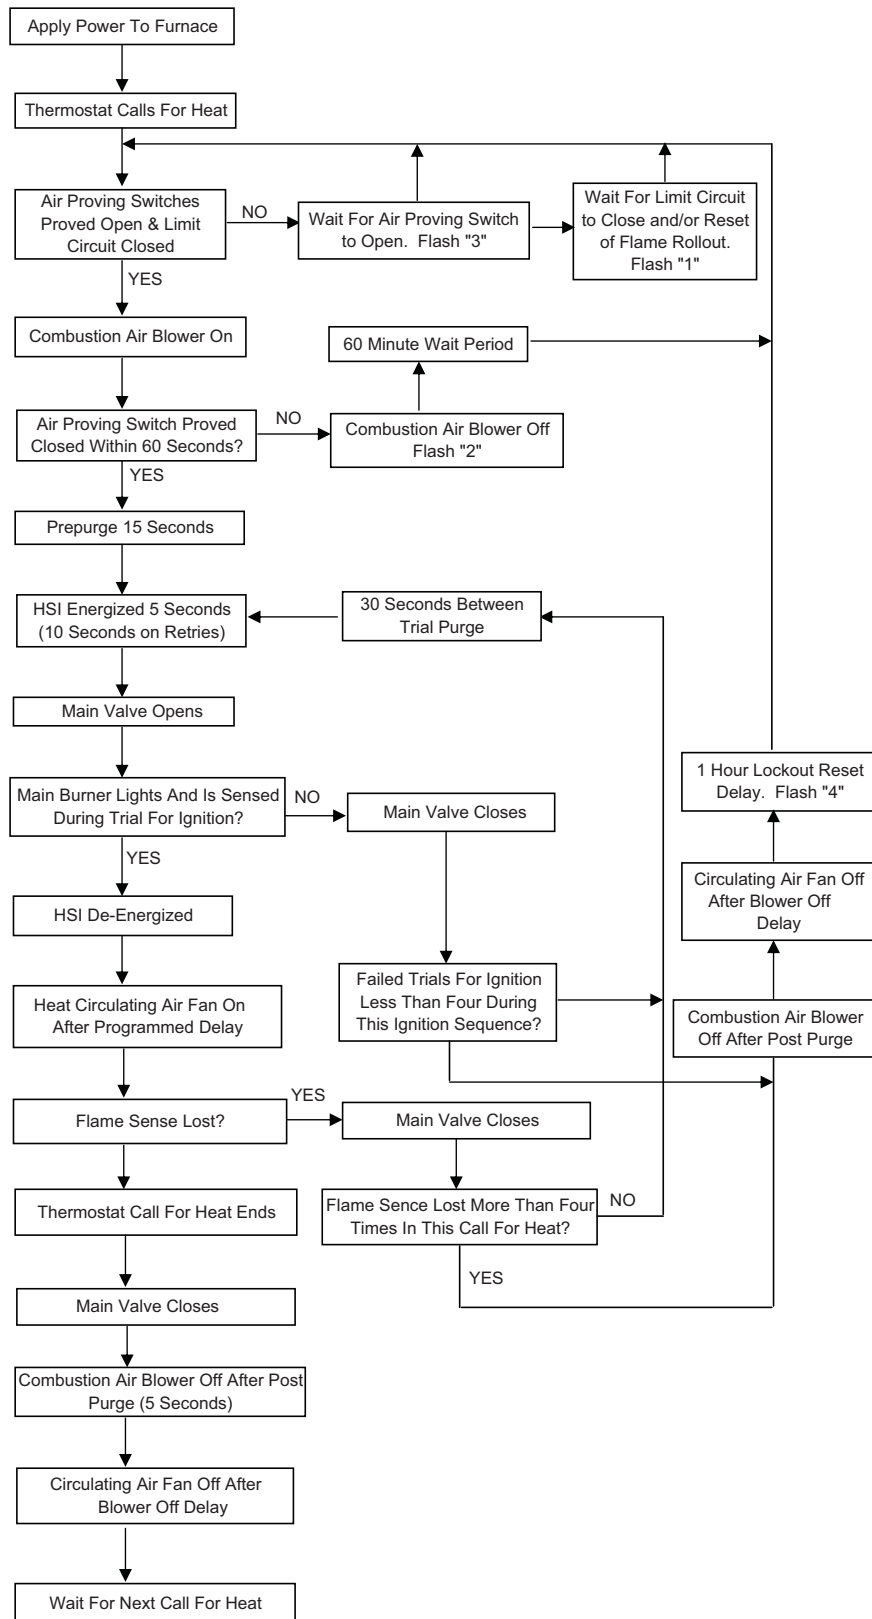 Apply Power To Furnace
Thermostat Calls For Heat
Air Proving Switches
Proved Open & Limit
Circuit Closed
NO
Wait For Air Proving Switch
to Open. Flash "3"
Wait For Limit Circuit
to Close and/or Reset
of Flame Rollout.
Flash "1"
YES
Combustion Air Blower On
60 Minute Wait Period
Air Proving Switch Proved
Closed Within 60 Seconds?
NO
Combustion Air Blower Off
Flash "2"
YES
Prepurge 15 Seconds
HSI Energized 5 Seconds
(10 Seconds on Retries)
30 Seconds Between
Trial Purge
Main Valve Opens
Main Burner Lights And Is Sensed
During Trial For Ignition?
NO
Main Valve Closes
1 Hour Lockout Reset
Delay. Flash "4"
YES
HSI De-Energized
Circulating Air Fan Off
After Blower Off
Delay
Heat Circulating Air Fan On
After Programmed Delay
Failed Trials For Ignition
Less Than Four During
This Ignition Sequence?
Combustion Air Blower
Off After Post Purge
Flame Sense Lost?
YES
Main Valve Closes
Thermostat Call For Heat Ends
Flame Sence Lost More Than Four
Times In This Call For Heat?
NO
YES
Main Valve Closes
Combustion Air Blower Off After Post
Purge (5 Seconds)
Circulating Air Fan Off After
Blower Off Delay
Wait For Next Call For Heat